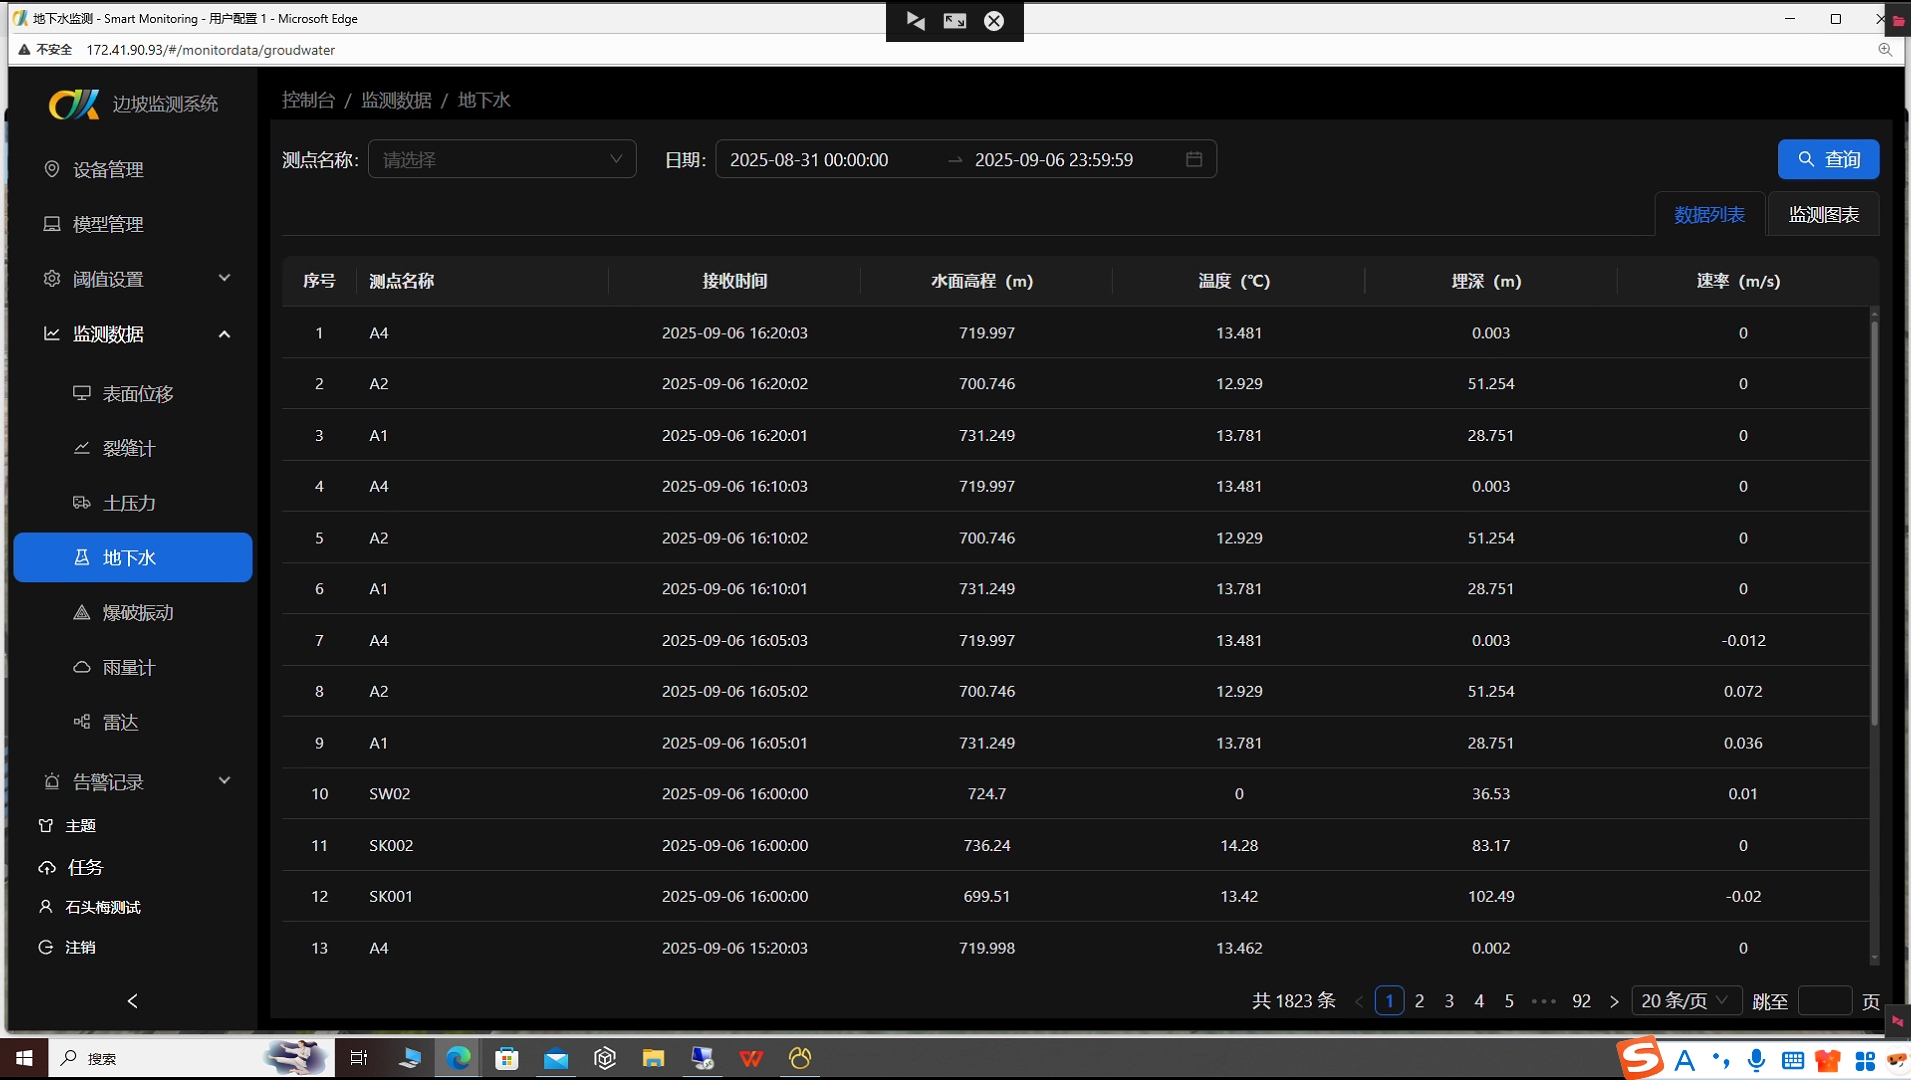 地下水监测 - Smart Monitoring - 用户配置 1 - Microsoft Edge
不安全 172.41.90.93/#/monitordata/groudwater
边坡监测系统
设备管理
模型管理
阈值设置
监测数据
表面位移
裂缝计
土压力
地下水
爆破振动
雨量计
雷达
告警记录
主题
任务
石头梅测试
注销
控制台 / 监测数据 / 地下水
测点名称: 请选择 日期: 2025-08-31 00:00:00 → 2025-09-06 23:59:59 查询
数据列表 监测图表
序号 测点名称 接收时间 水面高程 (m) 温度 (℃) 埋深 (m) 速率 (m/s)
1 A4 2025-09-06 16:20:03 719.997 13.481 0.003 0
2 A2 2025-09-06 16:20:02 700.746 12.929 51.254 0
3 A1 2025-09-06 16:20:01 731.249 13.781 28.751 0
4 A4 2025-09-06 16:10:03 719.997 13.481 0.003 0
5 A2 2025-09-06 16:10:02 700.746 12.929 51.254 0
6 A1 2025-09-06 16:10:01 731.249 13.781 28.751 0
7 A4 2025-09-06 16:05:03 719.997 13.481 0.003 -0.012
8 A2 2025-09-06 16:05:02 700.746 12.929 51.254 0.072
9 A1 2025-09-06 16:05:01 731.249 13.781 28.751 0.036
10 SW02 2025-09-06 16:00:00 724.7 0 36.53 0.01
11 SK002 2025-09-06 16:00:00 736.24 14.28 83.17 0
12 SK001 2025-09-06 16:00:00 699.51 13.42 102.49 -0.02
13 A4 2025-09-06 15:20:03 719.998 13.462 0.002 0
共 1823 条 < 1 2 3 4 5 ••• 92 > 20 条/页 跳至 页
搜索